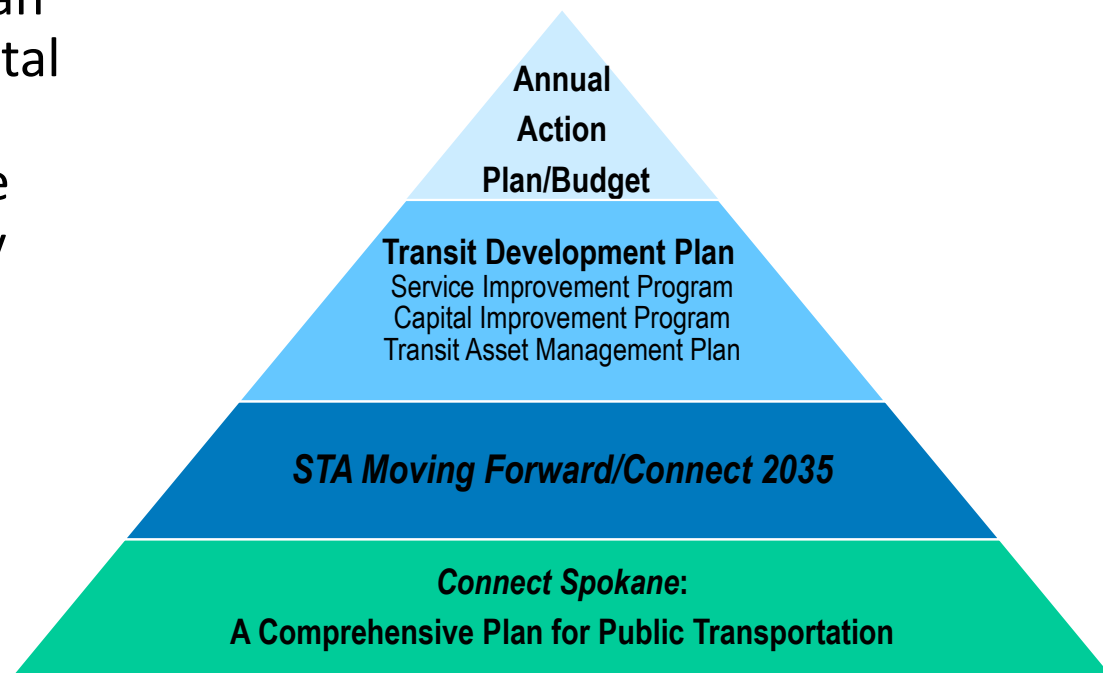 tal
Annual
Action
Plan/Budget
Transit Development Plan
Service Improvement Program
Capital Improvement Program
Transit Asset Management Plan
STA Moving Forward/Connect 2035
Connect Spokane:
A Comprehensive Plan for Public Transportation